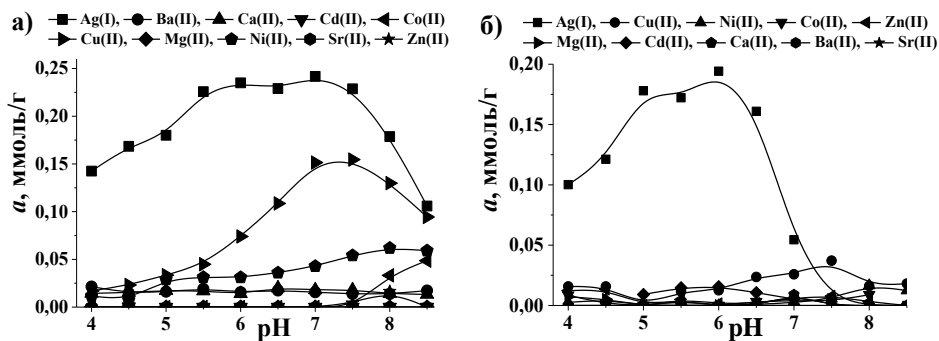 а)
Ag(I), Ba(II), Ca(II), Cd(II), Co(II)
Cu(II), Mg(II), Ni(II), Sr(II), Zn(II)
0,25
0,20
0,15
0,10
0,05
0,00
a, ммоль/г
4 5 6 7 8
pH
б)
Ag(I), Cu(II), Ni(II), Co(II), Zn(II)
Mg(II), Cd(II), Ca(II), Ba(II), Sr(II)
0,20
0,15
0,10
0,05
0,00
a, ммоль/г
4 5 6 7 8
pH